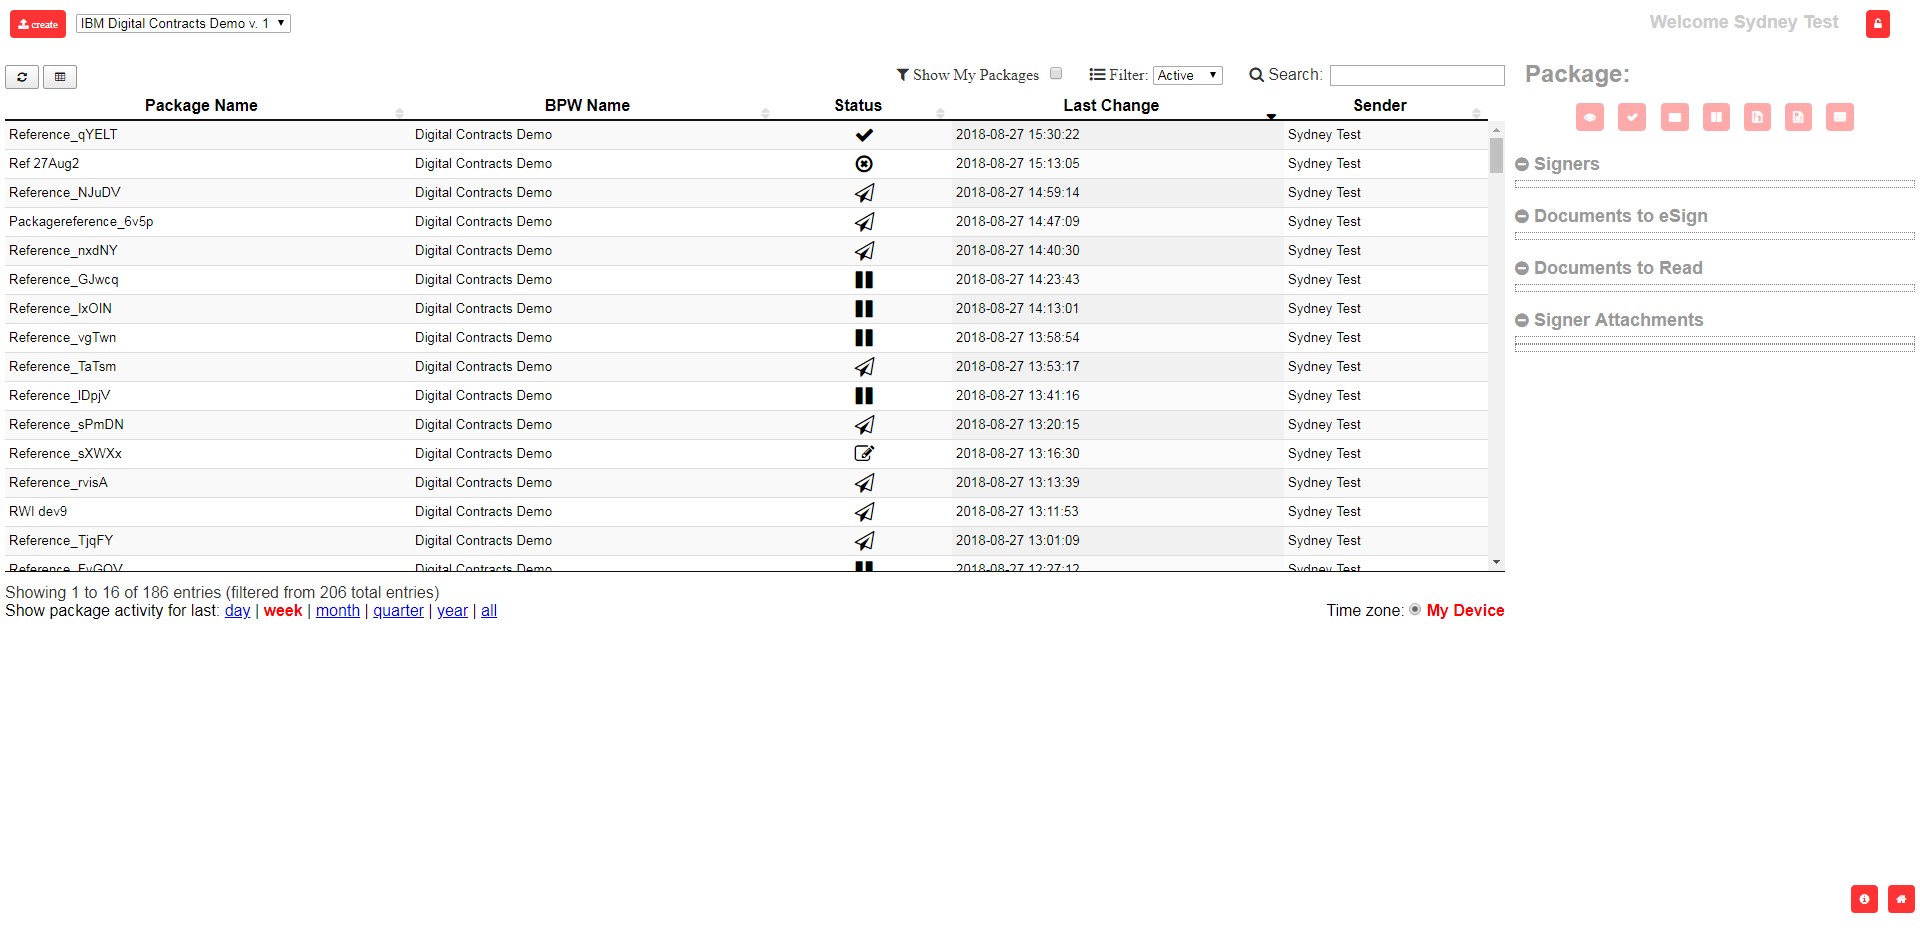 create IBM Digital Contracts Demo v. 1 Welcome Sydney Test
Show My Packages Filter: Active Search: Package:
Package Name BPW Name Status Last Change Sender
Reference_qYELT Digital Contracts Demo 2018-08-27 15:30:22 Sydney Test
Ref 27Aug2 Digital Contracts Demo 2018-08-27 15:13:05 Sydney Test
Reference_NJuDV Digital Contracts Demo 2018-08-27 14:59:14 Sydney Test
Packagereference_6v5p Digital Contracts Demo 2018-08-27 14:47:09 Sydney Test
Reference_nxdNY Digital Contracts Demo 2018-08-27 14:40:30 Sydney Test
Reference_GJwcq Digital Contracts Demo 2018-08-27 14:23:43 Sydney Test
Reference_lxOIN Digital Contracts Demo 2018-08-27 14:13:01 Sydney Test
Reference_vgTwn Digital Contracts Demo 2018-08-27 13:58:54 Sydney Test
Reference_TaTsm Digital Contracts Demo 2018-08-27 13:53:17 Sydney Test
Reference_lDpjV Digital Contracts Demo 2018-08-27 13:41:16 Sydney Test
Reference_sPmDN Digital Contracts Demo 2018-08-27 13:20:15 Sydney Test
Reference_sXWXx Digital Contracts Demo 2018-08-27 13:16:30 Sydney Test
Reference_rvisA Digital Contracts Demo 2018-08-27 13:13:39 Sydney Test
RWI dev9 Digital Contracts Demo 2018-08-27 13:11:53 Sydney Test
Reference_TjqFY Digital Contracts Demo 2018-08-27 13:01:09 Sydney Test
Digital Contracts Demo 2018-08-27 12:27:12 Sydney Test
Signers
Documents to eSign
Documents to Read
Signer Attachments
Showing 1 to 16 of 186 entries (filtered from 206 total entries)
Show package activity for last: day | week | month | quarter | year | all Time zone: My Device